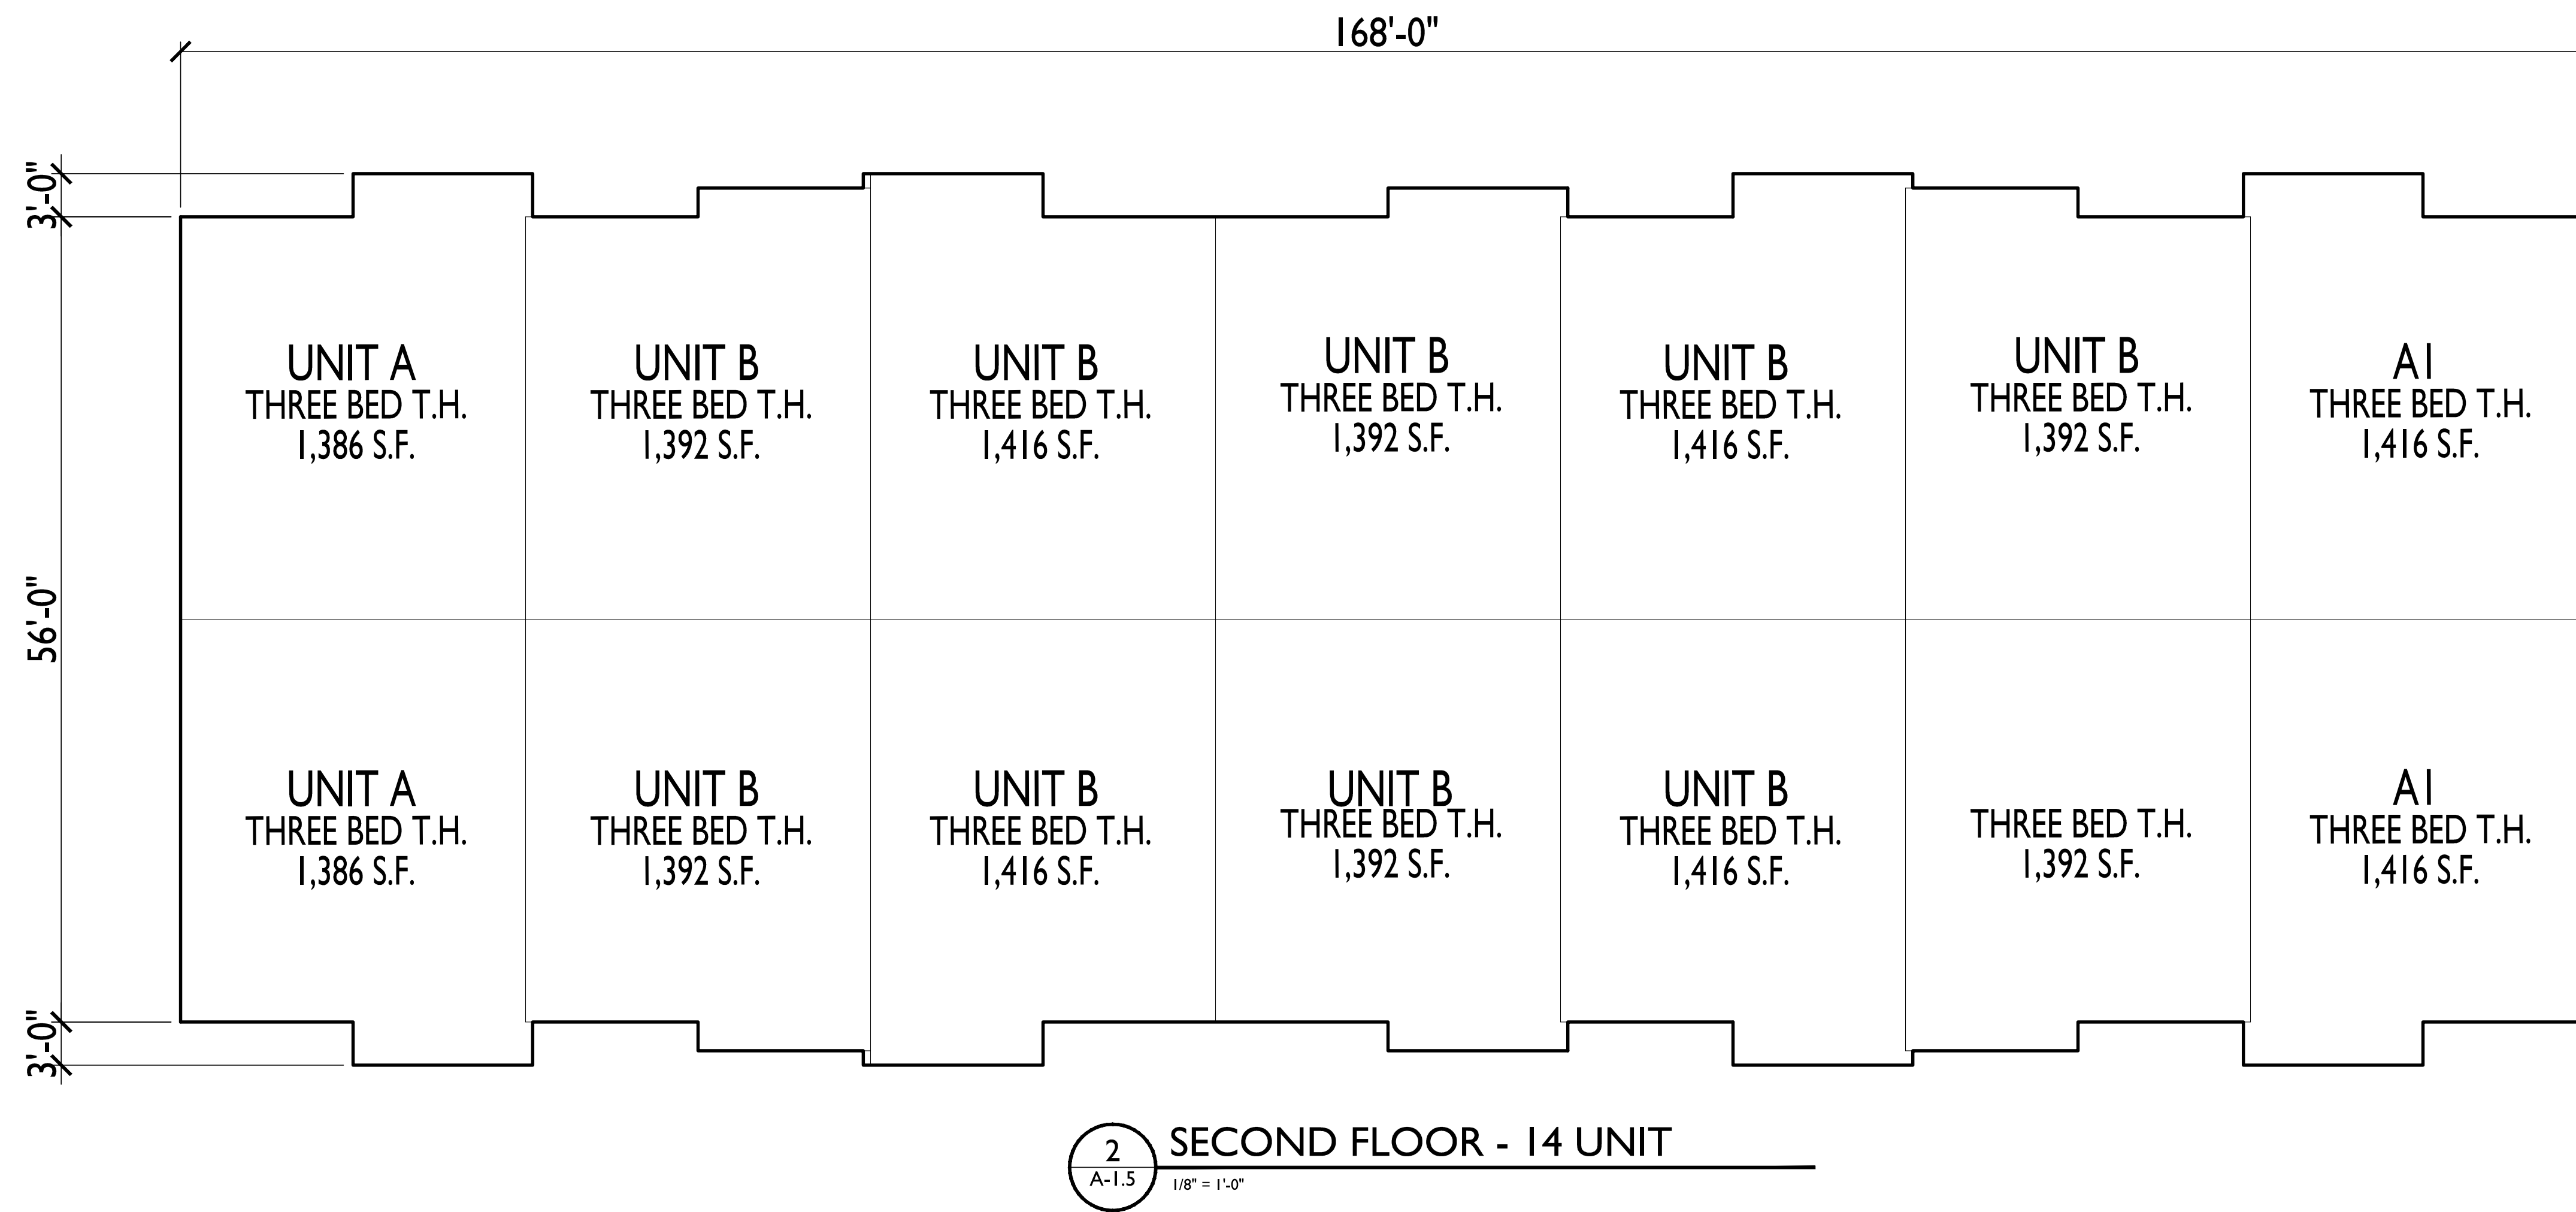 168'-0"
3'-0"
56'-0"
3'-0"
UNIT A
THREE BED T.H.
1,386 S.F.
UNIT B
THREE BED T.H.
1,392 S.F.
UNIT B
THREE BED T.H.
1,416 S.F.
UNIT B
THREE BED T.H.
1,392 S.F.
UNIT B
THREE BED T.H.
1,416 S.F.
UNIT B
THREE BED T.H.
1,392 S.F.
A1
THREE BED T.H.
1,416 S.F.
UNIT A
THREE BED T.H.
1,386 S.F.
UNIT B
THREE BED T.H.
1,392 S.F.
UNIT B
THREE BED T.H.
1,416 S.F.
UNIT B
THREE BED T.H.
1,392 S.F.
UNIT B
THREE BED T.H.
1,416 S.F.
THREE BED T.H.
1,392 S.F.
A1
THREE BED T.H.
1,416 S.F.
2
A-1.5
SECOND FLOOR - 14 UNIT
1/8" = 1'-0"